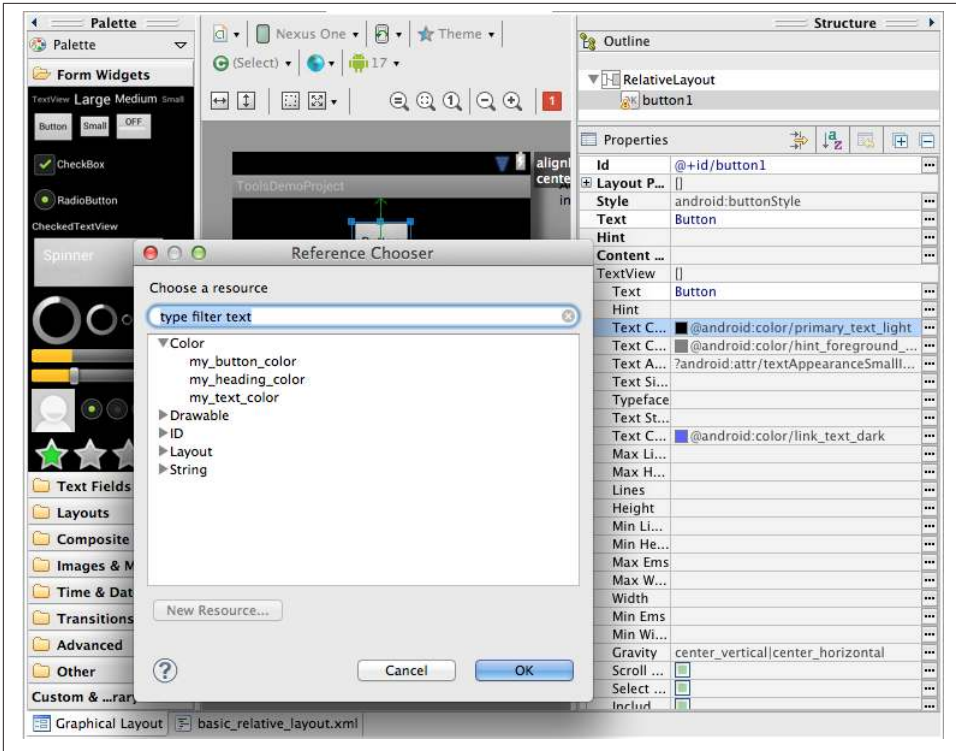 Palette
Palette
Form Widgets
TextView Large Medium Small
Button Small OFF
CheckBox
RadioButton
CheckedTextView
Spinner
Text Fields
Layouts
Composite
Images & M
Time & Dat
Transitions
Advanced
Other
Custom & ...rary
Graphical Layout
basic_relative_layout.xml
Nexus One
Theme
(Select)
17
1
ToolsDemoProject
alignl
cente
in
Reference Chooser
Choose a resource
type filter text
Color
my_button_color
my_heading_color
my_text_color
Drawable
ID
Layout
String
New Resource...
?
Cancel
OK
Structure
Outline
RelativeLayout
button1
Properties
Id @+id/button1
Layout P... []
Style android:buttonStyle
Text Button
Hint
Content ...
TextView []
Text Button
Hint
Text C... @android:color/primary_text_light
Text C... @android:color/hint_foreground_...
Text A... ?android:attr/textAppearanceSmallI...
Text Si...
Typeface
Text St...
Text C... @android:color/link_text_dark
Max Li...
Max H...
Lines
Height
Min Li...
Min He...
Max Ems
Max W...
Width
Min Ems
Min Wi...
Gravity center_vertical|center_horizontal
Scroll ...
Select ...
Includ